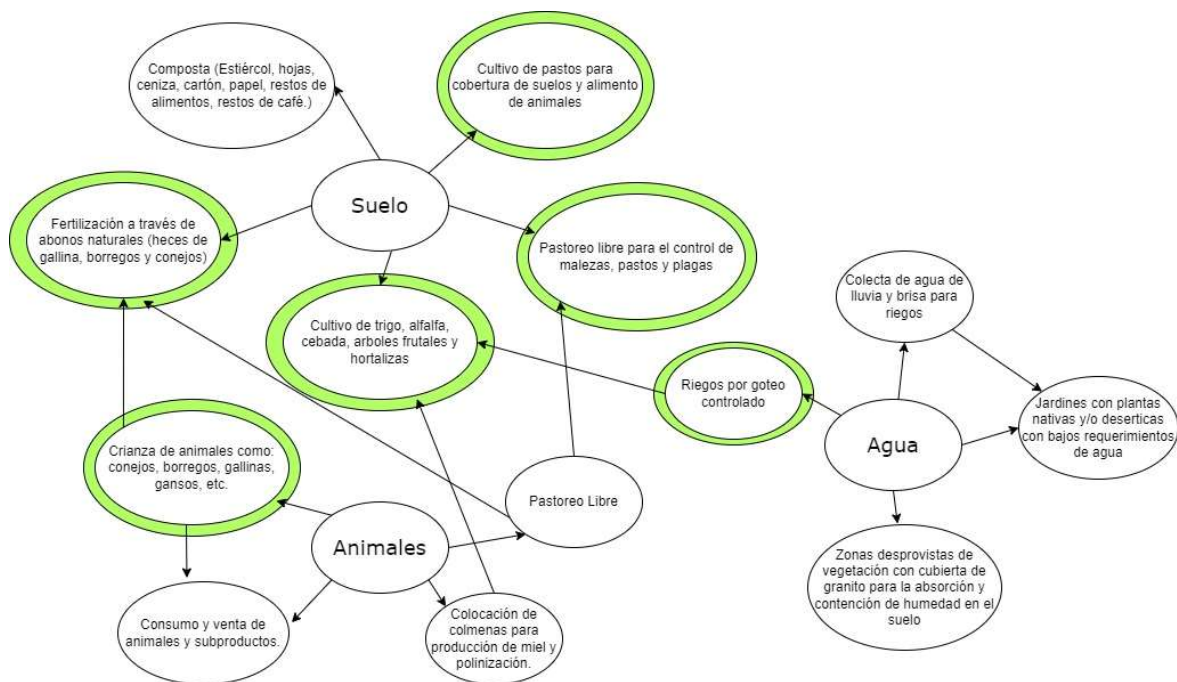 Composta (Estiércol, hojas,
ceniza, cartón, papel, restos de
alimentos, restos de café.)
Cultivo de pastos para
cobertura de suelos y alimento
de animales
Suelo
Fertilización a través de
abonos naturales (heces de
gallina, borregos y conejos)
Pastoreo libre para el control de
malezas, pastos y plagas
Colecta de agua de
lluvia y brisa para
riegos
Cultivo de trigo, alfalfa,
cebada, arboles frutales y
hortalizas
Riegos por goteo
controlado
Agua
Jardines con plantas
nativas y/o deserticas
con bajos requerimientos
de agua
Crianza de animales como:
conejos, borregos, gallinas,
gansos, etc.
Pastoreo Libre
Animales
Zonas desprovistas de
vegetación con cubierta de
granito para la absorción y
contención de humedad en el
suelo
Consumo y venta de
animales y subproductos.
Colocación de
colmenas para
producción de miel y
polinización.